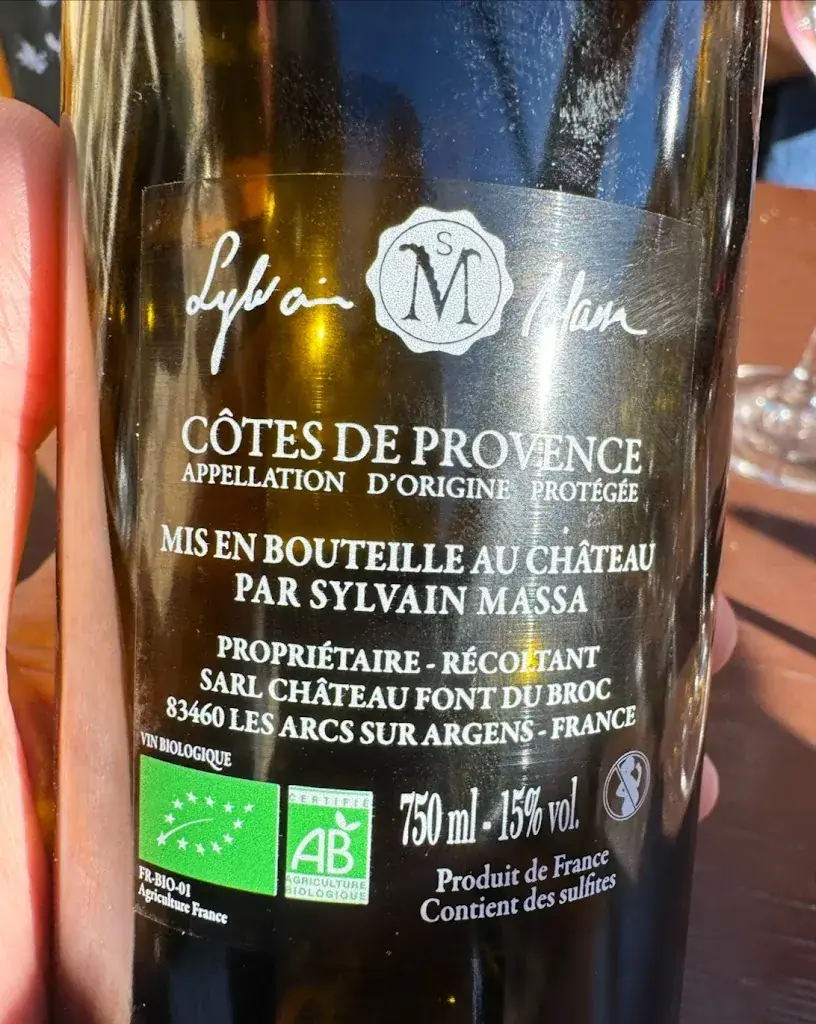 Sylvain
S
M
Massa
CÔTES DE PROVENCE
APPELLATION D'ORIGINE PROTÉGÉE
MIS EN BOUTEILLE AU CHÂTEAU
PAR SYLVAIN MASSA
PROPRIÉTAIRE - RÉCOLTANT
SARL CHÂTEAU FONT DU BROC
83460 LES ARCS SUR ARGENS - FRANCE
VIN BIOLOGIQUE
FR-BIO-01
Agriculture France
CERTIFIÉ
AB
AGRICULTURE
BIOLOGIQUE
750 ml - 15% vol.
Produit de France
Contient des sulfites